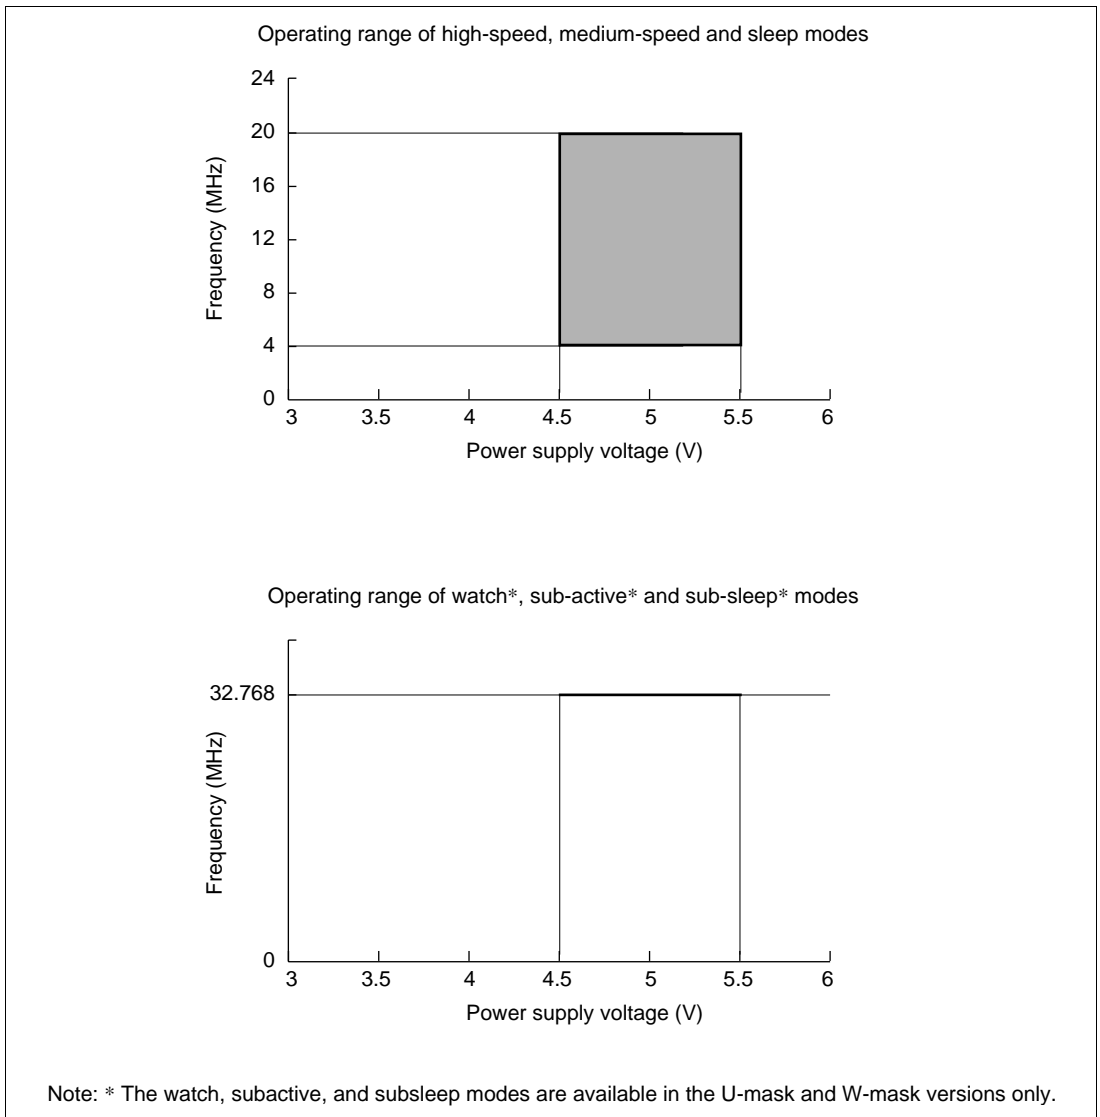 Operating range of high-speed, medium-speed and sleep modes
24
20
16
12
8
4
0
Frequency (MHz)
3 3.5 4 4.5 5 5.5 6
Power supply voltage (V)
Operating range of watch*, sub-active* and sub-sleep* modes
32.768
0
Frequency (MHz)
3 3.5 4 4.5 5 5.5 6
Power supply voltage (V)
Note: * The watch, subactive, and subsleep modes are available in the U-mask and W-mask versions only.